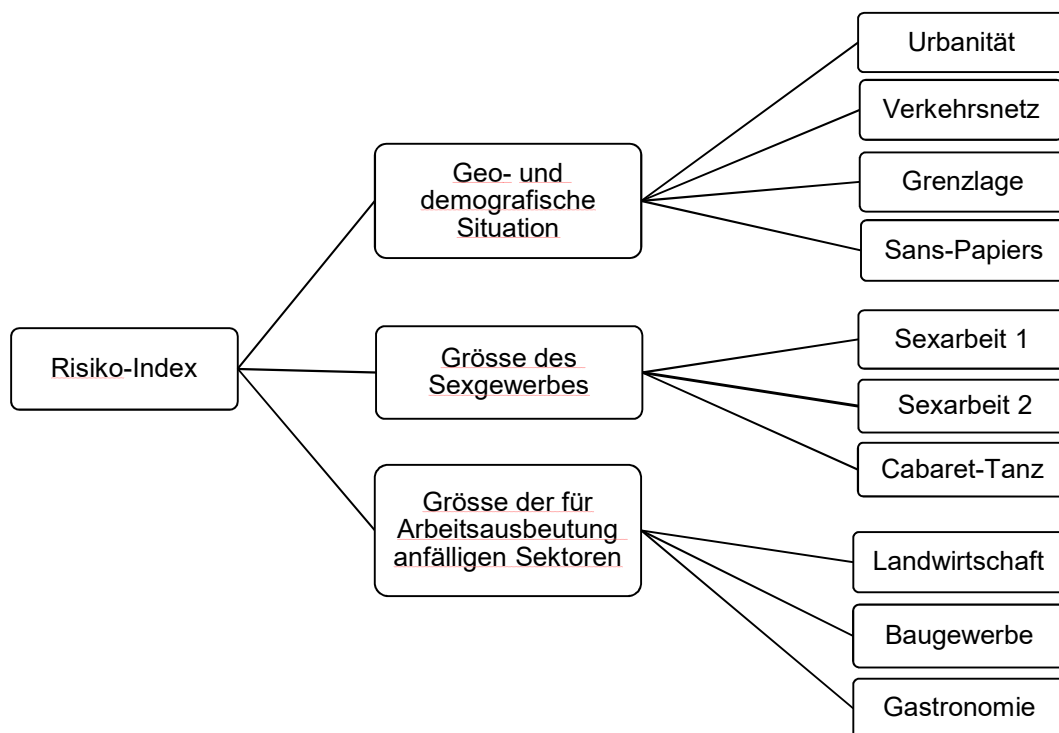 Risiko-Index
Geo- und
demografische
Situation
Grösse des
Sexgewerbes
Grösse der für
Arbeitsausbeutung
anfälligen Sektoren
Urbanität
Verkehrsnetz
Grenzlage
Sans-Papiers
Sexarbeit 1
Sexarbeit 2
Cabaret-Tanz
Landwirtschaft
Baugewerbe
Gastronomie